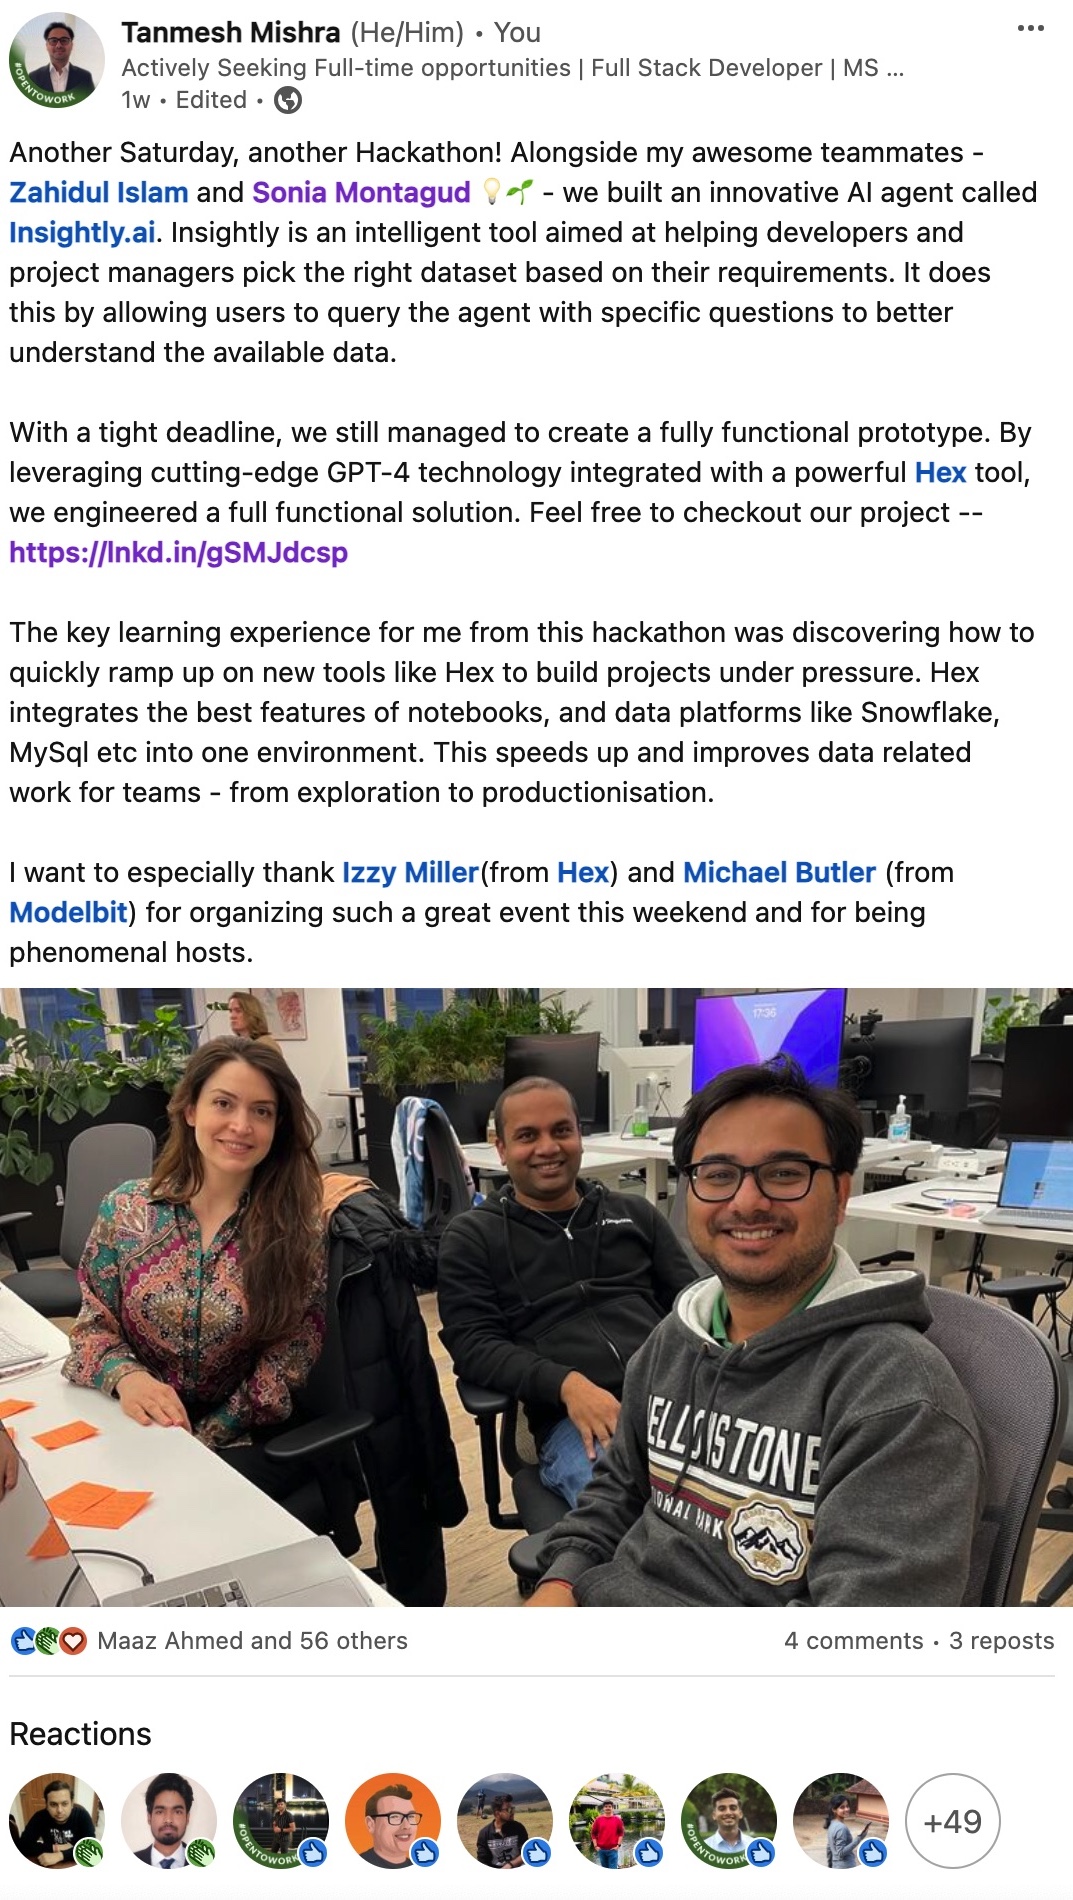 Tanmesh Mishra (He/Him) • You
Actively Seeking Full-time opportunities | Full Stack Developer | MS ...
1w • Edited •
#OPENTOWORK
Another Saturday, another Hackathon! Alongside my awesome teammates -
Zahidul Islam and Sonia Montagud 💡🌱 - we built an innovative AI agent called
Insightly.ai. Insightly is an intelligent tool aimed at helping developers and
project managers pick the right dataset based on their requirements. It does
this by allowing users to query the agent with specific questions to better
understand the available data.
With a tight deadline, we still managed to create a fully functional prototype. By
leveraging cutting-edge GPT-4 technology integrated with a powerful Hex tool,
we engineered a full functional solution. Feel free to checkout our project --
https://lnkd.in/gSMJdcsp
The key learning experience for me from this hackathon was discovering how to
quickly ramp up on new tools like Hex to build projects under pressure. Hex
integrates the best features of notebooks, and data platforms like Snowflake,
MySql etc into one environment. This speeds up and improves data related
work for teams - from exploration to productionisation.
I want to especially thank Izzy Miller(from Hex) and Michael Butler (from
Modelbit) for organizing such a great event this weekend and for being
phenomenal hosts.
17:36
ELLOWSTONE
IONAL PARK
Maaz Ahmed and 56 others
4 comments • 3 reposts
Reactions
#OPENTOWORK
#OPENTOWORK
+49